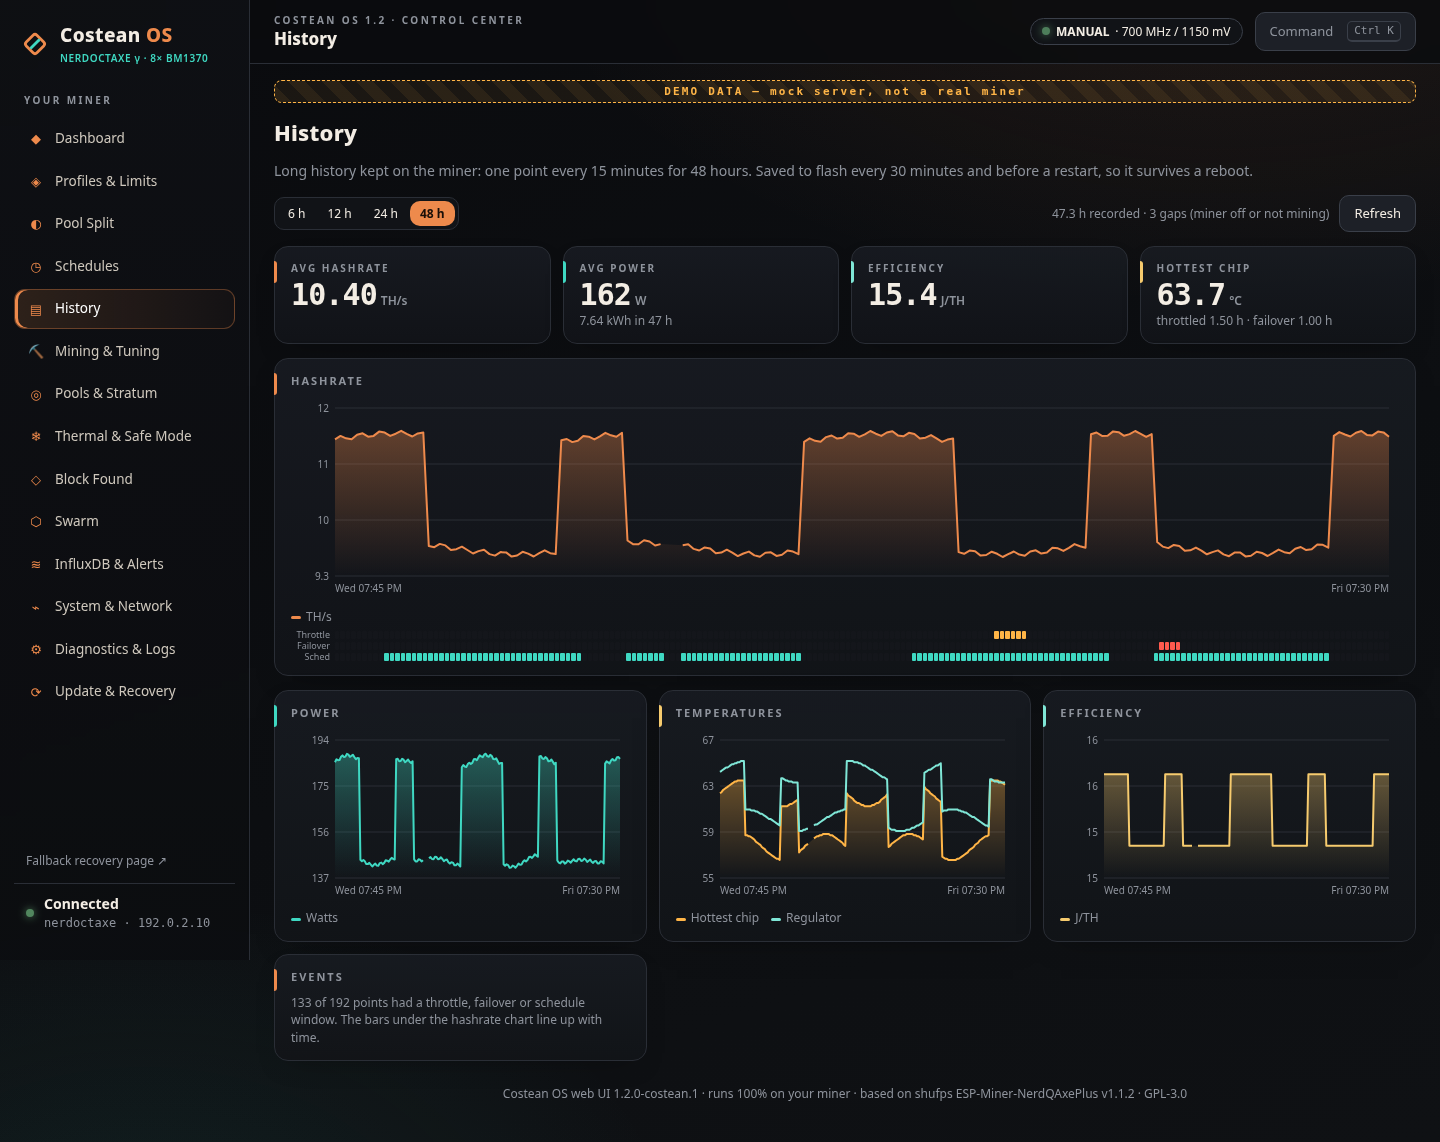 Costean OS
NERDOCTAXE γ · 8× BM1370
YOUR MINER
Dashboard
Profiles & Limits
Pool Split
Schedules
History
Mining & Tuning
Pools & Stratum
Thermal & Safe Mode
Block Found
Swarm
InfluxDB & Alerts
System & Network
Diagnostics & Logs
Update & Recovery
Fallback recovery page ↗
Connected
nerdoctaxe · 192.0.2.10
COSTEAN OS 1.2 · CONTROL CENTER
History
MANUAL · 700 MHz / 1150 mV
Command Ctrl K
DEMO DATA — mock server, not a real miner
History
Long history kept on the miner: one point every 15 minutes for 48 hours. Saved to flash every 30 minutes and before a restart, so it survives a reboot.
6 h 12 h 24 h 48 h
47.3 h recorded · 3 gaps (miner off or not mining)
Refresh
AVG HASHRATE
10.40 TH/s
AVG POWER
162 W
7.64 kWh in 47 h
EFFICIENCY
15.4 J/TH
HOTTEST CHIP
63.7 °C
throttled 1.50 h · failover 1.00 h
HASHRATE
12
11
10
9.3
Wed 07:45 PM Fri 07:30 PM
TH/s
Throttle
Failover
Sched
POWER
194
175
156
137
Wed 07:45 PM Fri 07:30 PM
Watts
TEMPERATURES
67
63
59
55
Wed 07:45 PM Fri 07:30 PM
Hottest chip Regulator
EFFICIENCY
16
16
15
15
Wed 07:45 PM Fri 07:30 PM
J/TH
EVENTS
133 of 192 points had a throttle, failover or schedule
window. The bars under the hashrate chart line up with
time.
Costean OS web UI 1.2.0-costean.1 · runs 100% on your miner · based on shufps ESP-Miner-NerdQAxePlus v1.1.2 · GPL-3.0